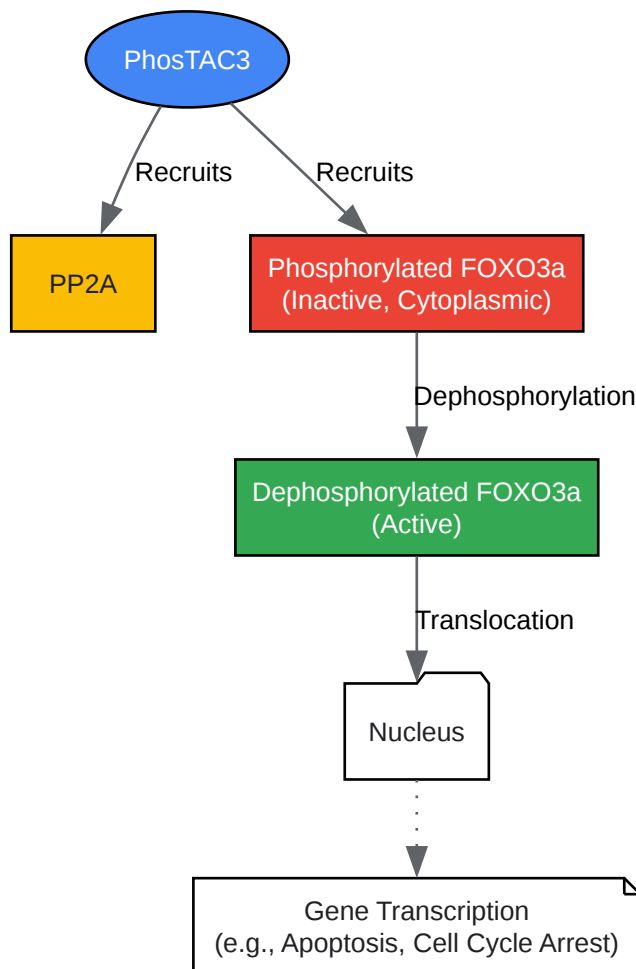 PhosTAC3
Recruits
Recruits
PP2A
Phosphorylated FOXO3a
(Inactive, Cytoplasmic)
Dephosphorylation
Dephosphorylated FOXO3a
(Active)
Translocation
Nucleus
Gene Transcription
(e.g., Apoptosis, Cell Cycle Arrest)